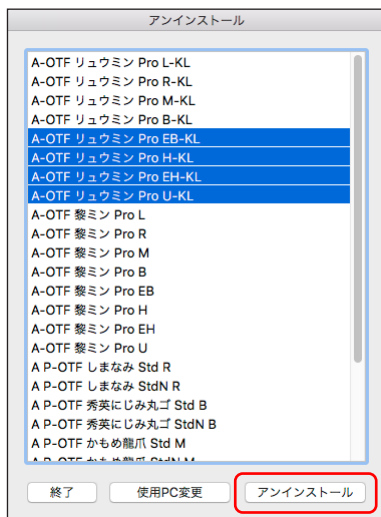 アンインストール
A-OTF リュウミン Pro L-KL
A-OTF リュウミン Pro R-KL
A-OTF リュウミン Pro M-KL
A-OTF リュウミン Pro B-KL
A-OTF リュウミン Pro EB-KL
A-OTF リュウミン Pro H-KL
A-OTF リュウミン Pro EH-KL
A-OTF リュウミン Pro U-KL
A-OTF 黎ミン Pro L
A-OTF 黎ミン Pro R
A-OTF 黎ミン Pro M
A-OTF 黎ミン Pro B
A-OTF 黎ミン Pro EB
A-OTF 黎ミン Pro H
A-OTF 黎ミン Pro EH
A-OTF 黎ミン Pro U
A P-OTF しまなみ Std R
A P-OTF しまなみ StdN R
A P-OTF 秀英にじみ丸ゴ Std B
A P-OTF 秀英にじみ丸ゴ StdN B
A P-OTF かもめ龍爪 Std M
A P-OTF かもめ龍爪 StdN M
終了
使用PC変更
アンインストール